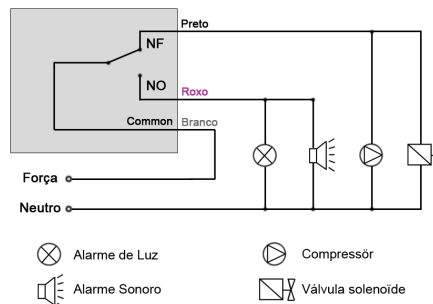 Preto
NF
NO
Roxo
Common Branco
Força
Neutro
Alarme de Luz
Compressör
Alarme Sonoro
Válvula solenoïde